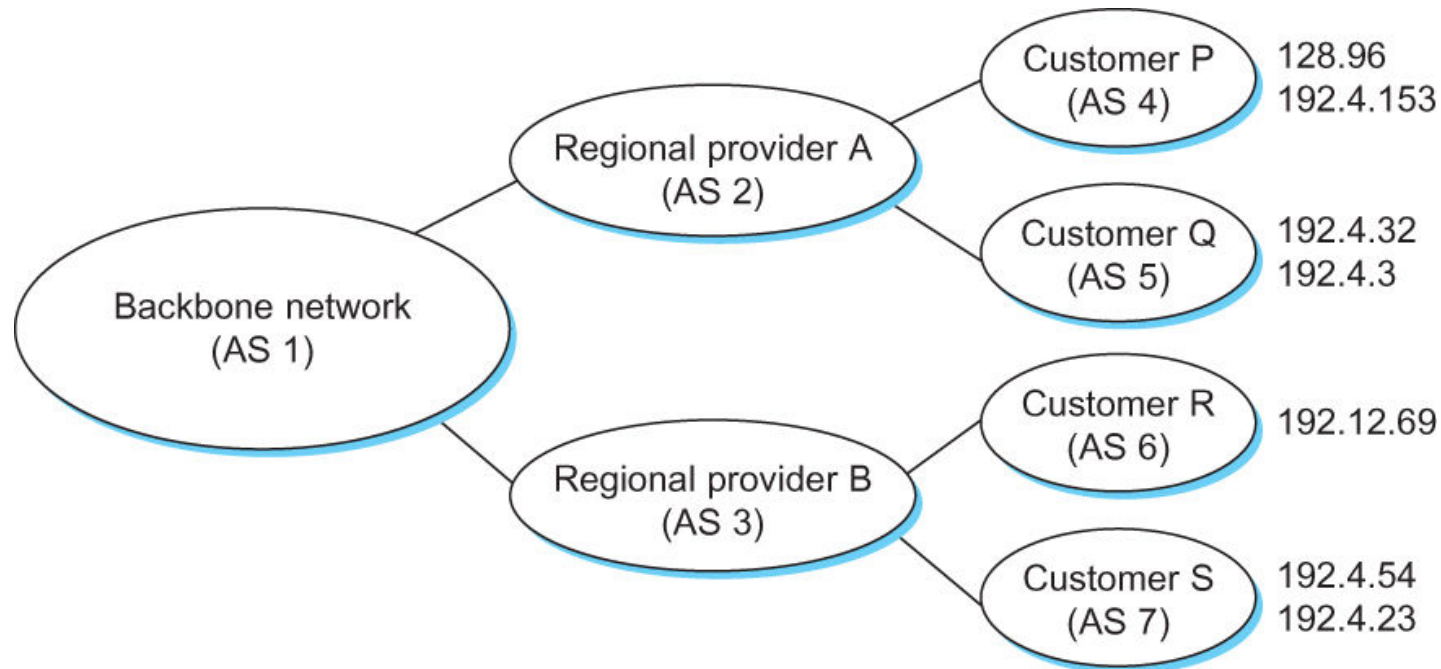 Backbone network
(AS 1)
Regional provider A
(AS 2)
Regional provider B
(AS 3)
Customer P
(AS 4)
128.96
192.4.153
Customer Q
(AS 5)
192.4.32
192.4.3
Customer R
(AS 6)
192.12.69
Customer S
(AS 7)
192.4.54
192.4.23